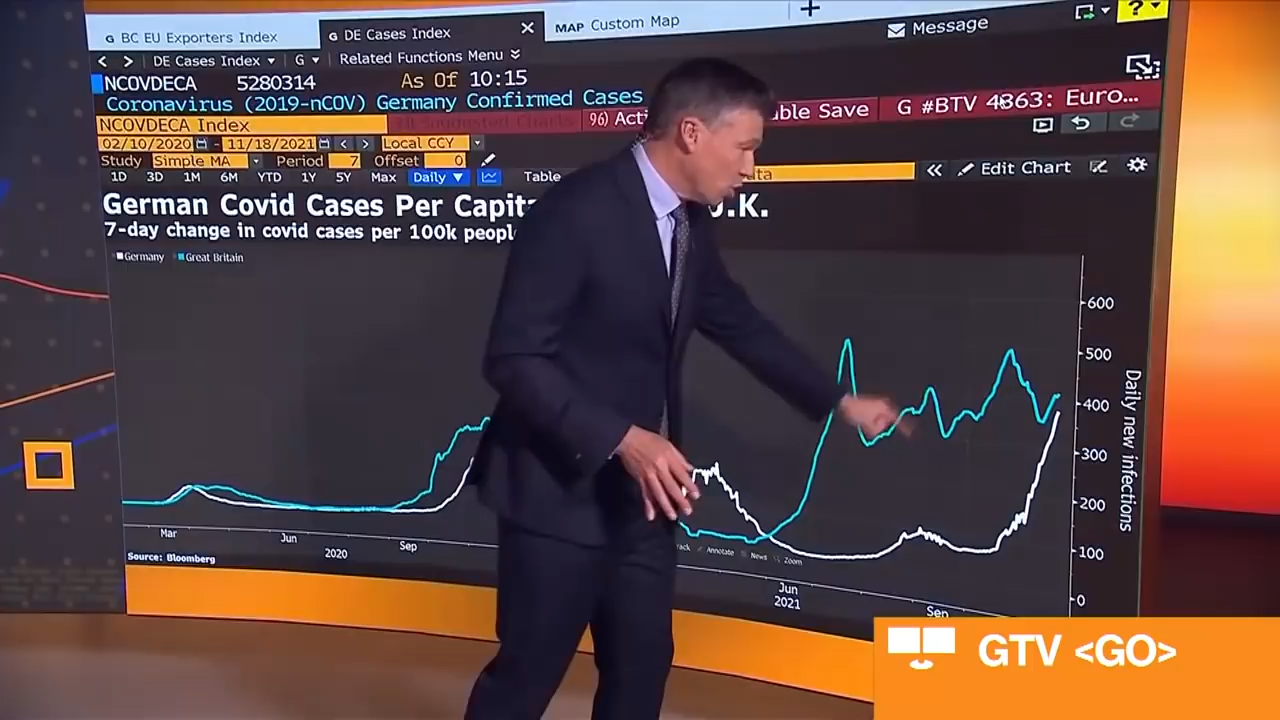 G BC EU Exporters Index
G DE Cases Index
MAP Custom Map
Message
DE Cases Index
G
Related Functions Menu
NCOVDECA 5280314 As Of 10:15
Coronavirus (2019-nCOV) Germany Confirmed Cases
G #BTV 4863: Euro...
NCOVDECA Index
Suggested Charts
96)
able Save
02/10/2020 - 11/18/2021
Local CCY
Study Simple MA Period 7 Offset 0
1D 3D 1M 6M YTD 1Y 5Y Max Daily Table
Edit Chart
German Covid Cases Per
7-day change in covid cases per 100k
Germany Great Britain
600
500
400
300
200
100
0
Daily new infections
Annotate News Zoom
Mar Jun Sep Jun Sep
2020 2021
Source: Bloomberg
GTV <GO>